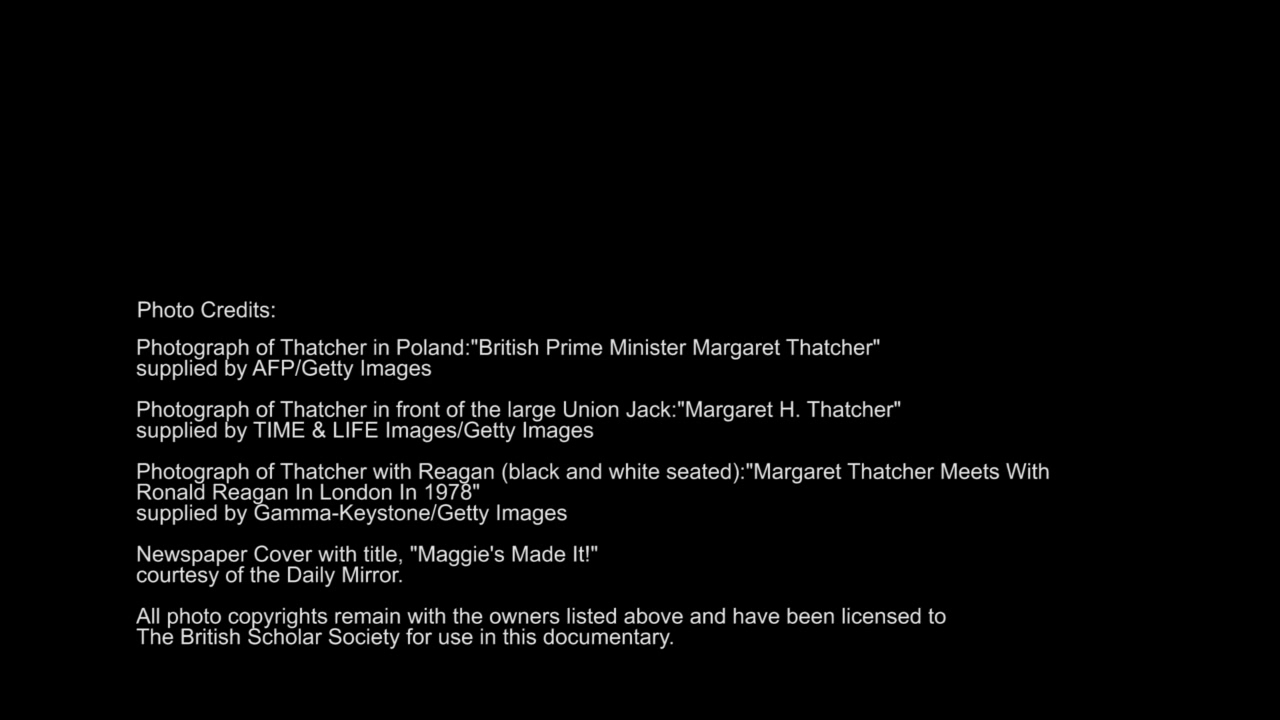 Photo Credits:
Photograph of Thatcher in Poland:"British Prime Minister Margaret Thatcher"
supplied by AFP/Getty Images
Photograph of Thatcher in front of the large Union Jack:"Margaret H. Thatcher"
supplied by TIME & LIFE Images/Getty Images
Photograph of Thatcher with Reagan (black and white seated):"Margaret Thatcher Meets With
Ronald Reagan In London In 1978"
supplied by Gamma-Keystone/Getty Images
Newspaper Cover with title, "Maggie's Made It!"
courtesy of the Daily Mirror.
All photo copyrights remain with the owners listed above and have been licensed to
The British Scholar Society for use in this documentary.